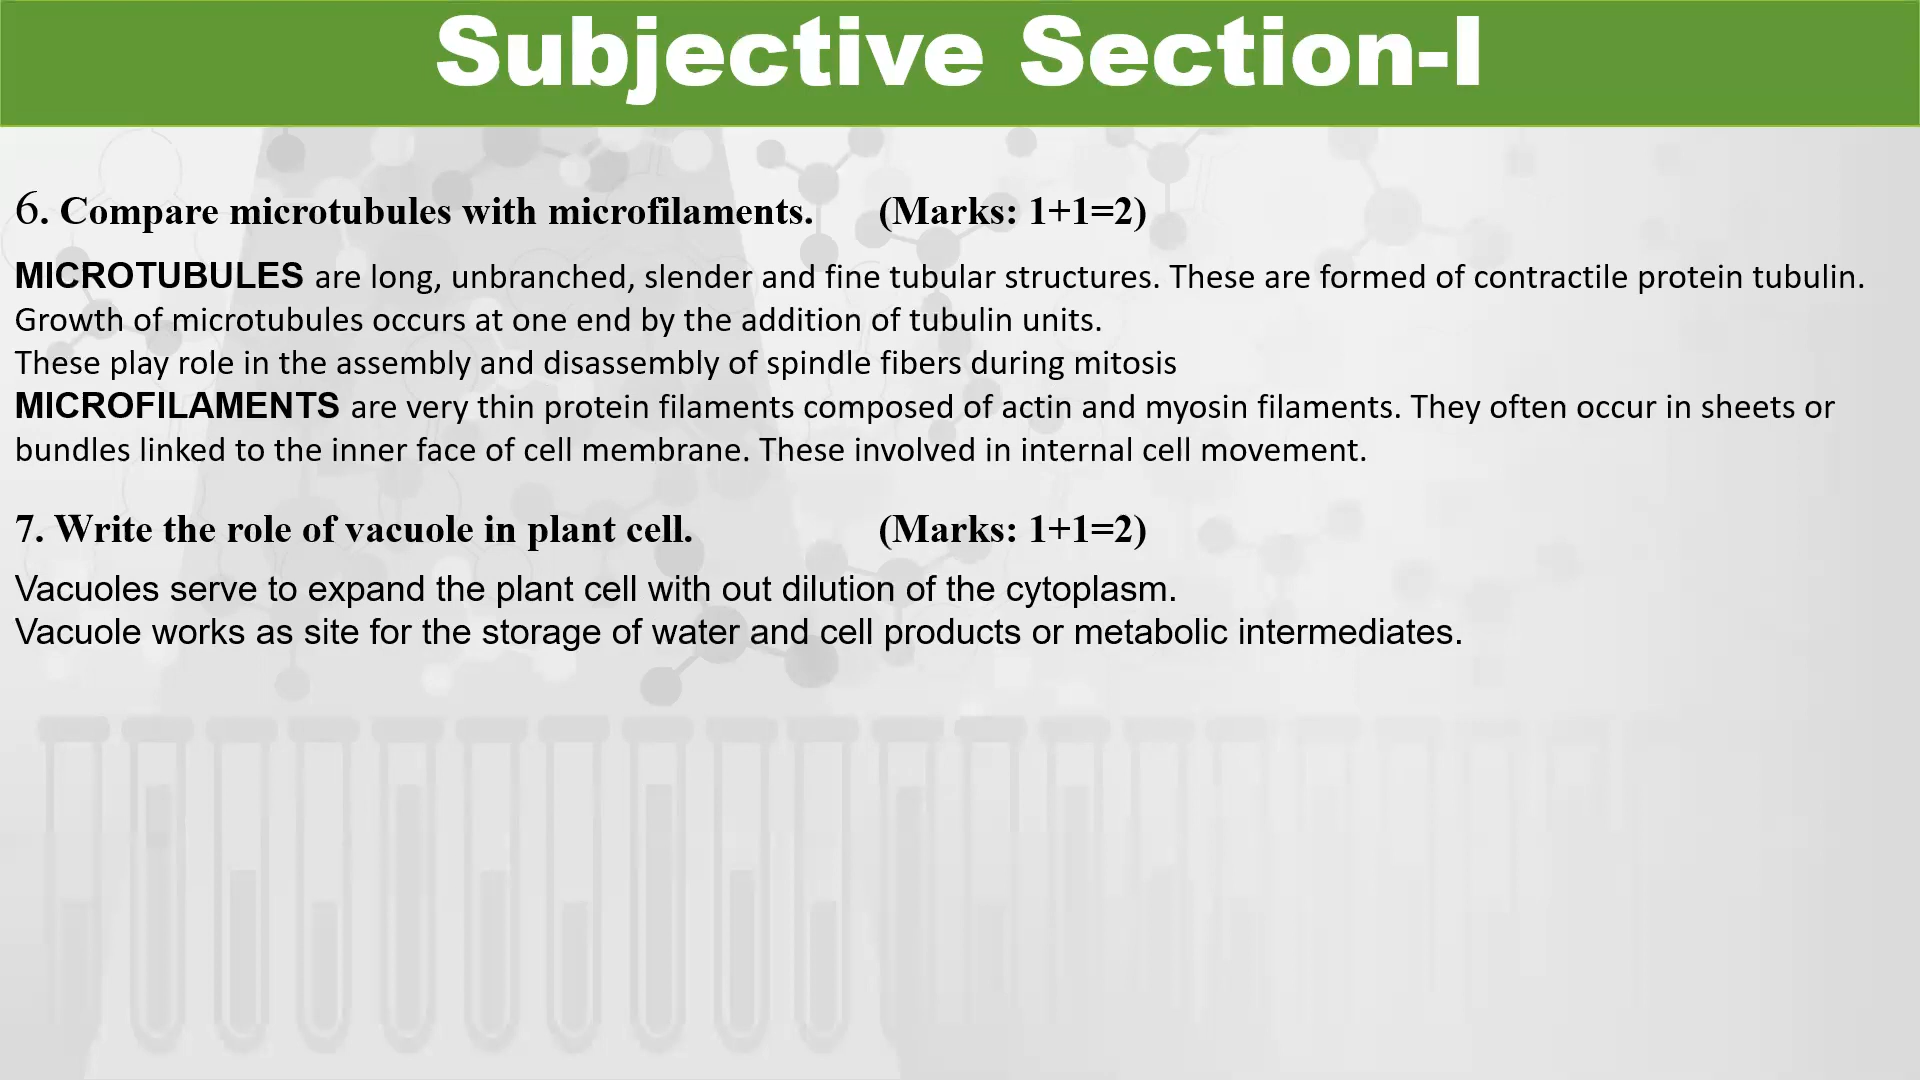 Subjective Section-I
6. Compare microtubules with microfilaments. (Marks: 1+1=2)
MICROTUBULES are long, unbranched, slender and fine tubular structures. These are formed of contractile protein tubulin.
Growth of microtubules occurs at one end by the addition of tubulin units.
These play role in the assembly and disassembly of spindle fibers during mitosis
MICROFILAMENTS are very thin protein filaments composed of actin and myosin filaments. They often occur in sheets or
bundles linked to the inner face of cell membrane. These involved in internal cell movement.
7. Write the role of vacuole in plant cell. (Marks: 1+1=2)
Vacuoles serve to expand the plant cell with out dilution of the cytoplasm.
Vacuole works as site for the storage of water and cell products or metabolic intermediates.